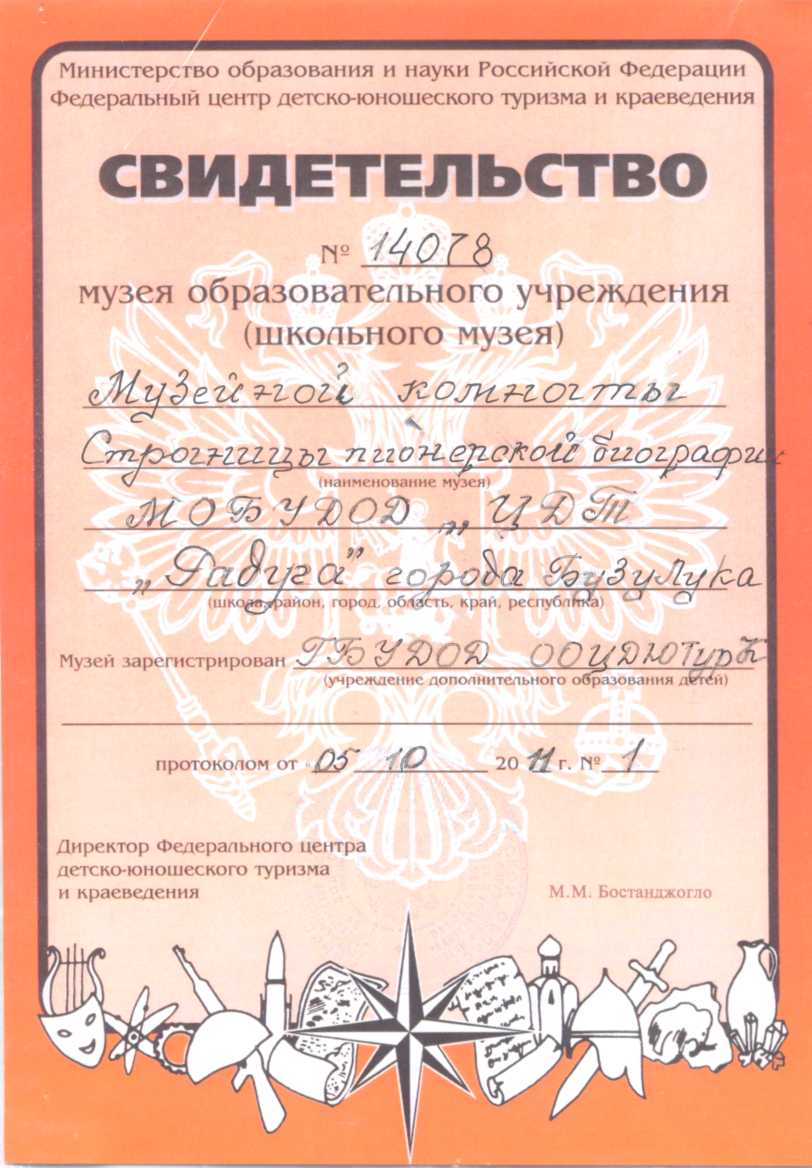 Министерство образования и науки Российской Федерации
Федеральный центр детско-юношеского туризма и краеведения
СВИДЕТЕЛЬСТВО
№ 14078
музея образовательного учреждения
(школьного музея)
Музейной комнаты
Страницы пионерской биографии
(наименование музея)
МОБУДОД „ЦДТ
„Радуга” города Бузулука
(школа, район, город, область, край, республика)
Музей зарегистрирован ГБУДОД ООЦДЮТурК
(учреждение дополнительного образования детей)
протоколом от «05 10 2011 г. № 1
Директор Федерального центра
детско-юношеского туризма
и краеведения
М.М. Бостанджогло